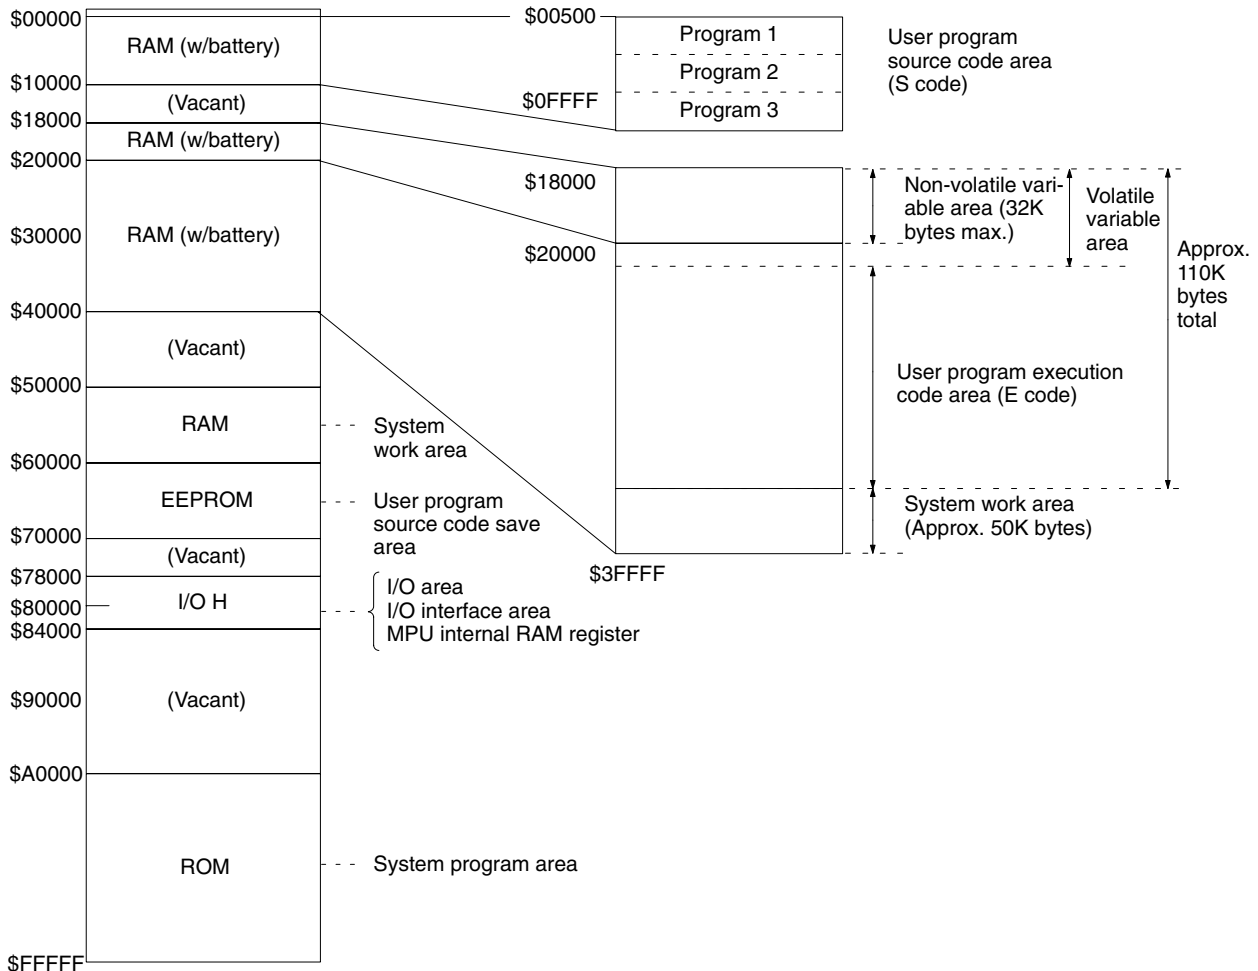 $00000
RAM (w/battery)
$10000
(Vacant)
$18000
RAM (w/battery)
$20000
$30000
RAM (w/battery)
$40000
(Vacant)
$50000
RAM
System
work area
$60000
EEPROM
User program
source code save
area
$70000
(Vacant)
$78000
I/O H
$80000
$84000
I/O area
I/O interface area
MPU internal RAM register
$90000
(Vacant)
$A0000
ROM
System program area
$FFFFF
$00500
Program 1
Program 2
$0FFFF
Program 3
User program
source code area
(S code)
$18000
$20000
Non-volatile vari-
able area (32K
bytes max.)
Volatile
variable
area
Approx.
110K
bytes
total
User program execution
code area (E code)
System work area
(Approx. 50K bytes)
$3FFFF